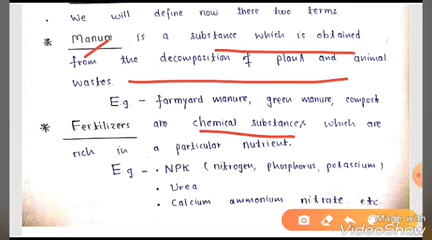 . We will define now these two terms
* Manure is a substance which is obtained
from the decomposition of plant and animal
wastes.
E.g. - farmyard manure, green manure, compost
* Fertilizers are chemical substances which are
rich in a particular nutrient.
E g - • NPK ( nitrogen, phosphorus, potassium )
• Urea
• Calcium ammonium nitrate etc.
Made with
VivaVideo